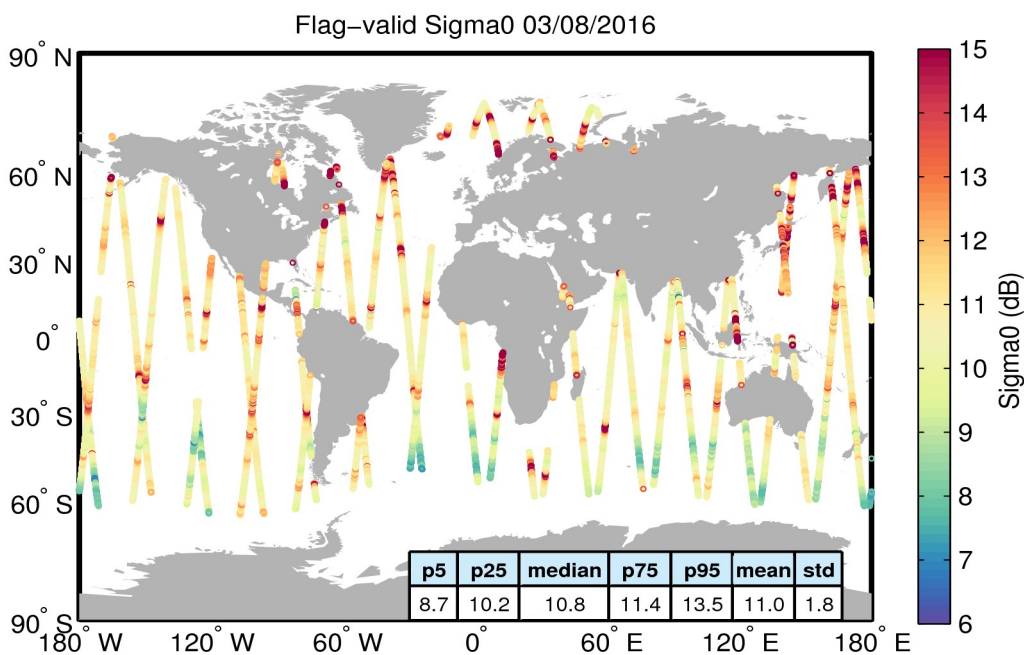 Flag−valid Sigma0 03/08/2016
90° N
60° N
30° N
0°
30° S
60° S
90° S
180° W
120° W
60° W
0°
60° E
120° E
180° E
15
14
13
12
11
10
9
8
7
6
Sigma0 (dB)
p5 p25 median p75 p95 mean std
8.7 10.2 10.8 11.4 13.5 11.0 1.8